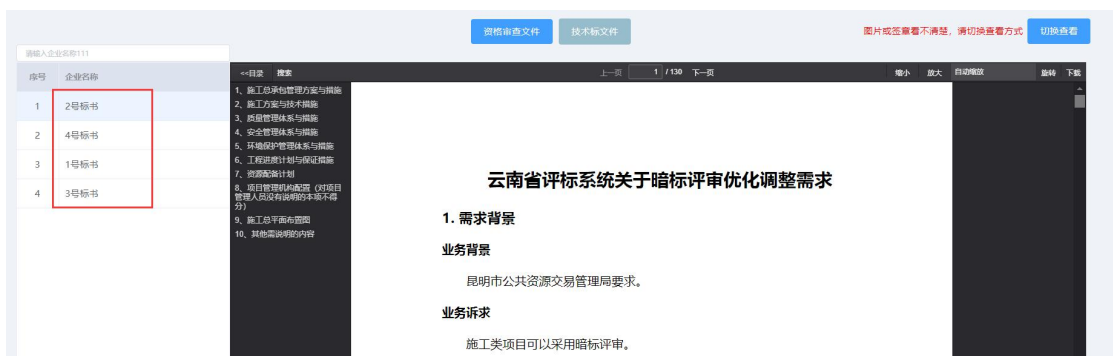 资格审查文件 技术标文件 图片或签章看不清楚，请切换查看方式 切换查看
请输入企业名称111
序号 企业名称
1 2号标书
2 4号标书
3 1号标书
4 3号标书
<<目录 搜索 上一页 1 / 130 下一页 缩小 放大 自动缩放 旋转 下载
1、施工总承包管理方案与措施
2、施工方案与技术措施
3、质量管理体系与措施
4、安全管理体系与措施
5、环境保护管理体系与措施
6、工程进度计划与保证措施
7、资源配备计划
8、项目管理机构配置（对项目
管理人员没有说明的本项不得
分）
9、施工总平面布置图
10、其他需说明的内容
云南省评标系统关于暗标评审优化调整需求
1. 需求背景
业务背景
昆明市公共资源交易管理局要求。
业务诉求
施工类项目可以采用暗标评审。